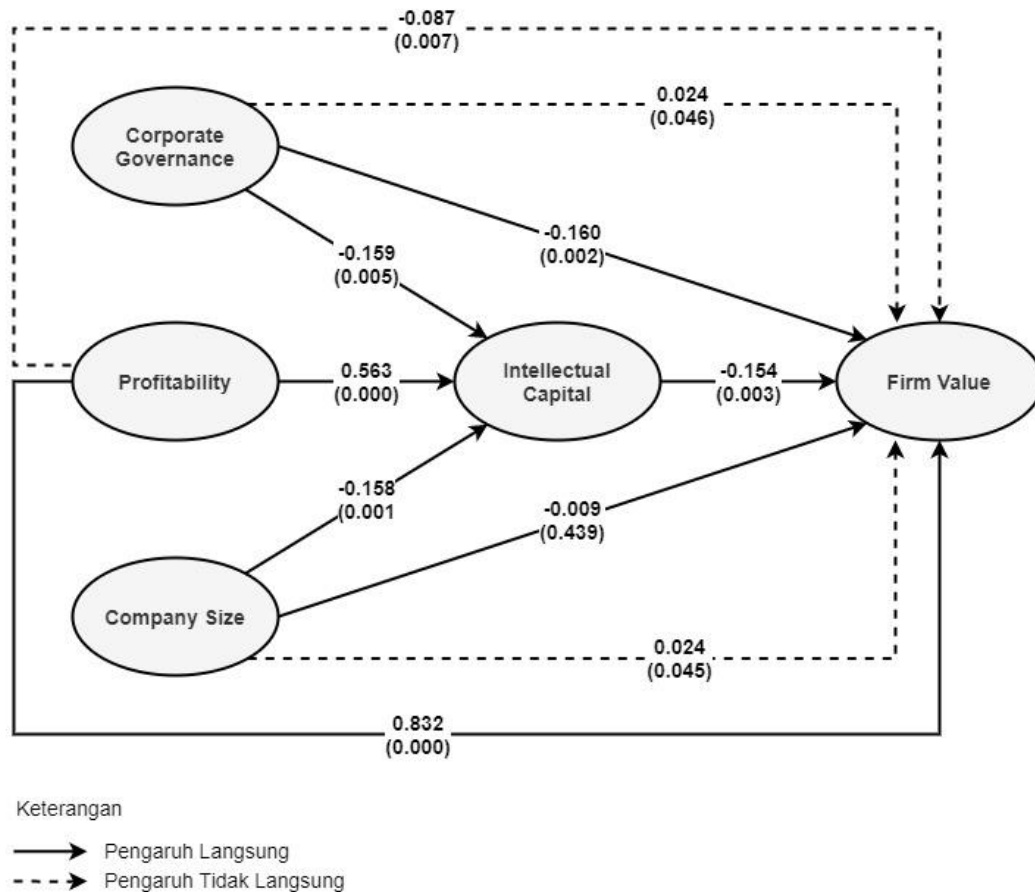 -0.087
(0.007)
0.024
(0.046)
Corporate
Governance
-0.160
(0.002)
-0.159
(0.005)
Profitability
0.563
(0.000)
Intellectual
Capital
-0.154
(0.003)
Firm Value
-0.158
(0.001
-0.009
(0.439)
Company Size
0.024
(0.045)
0.832
(0.000)
Keterangan
Pengaruh Langsung
Pengaruh Tidak Langsung